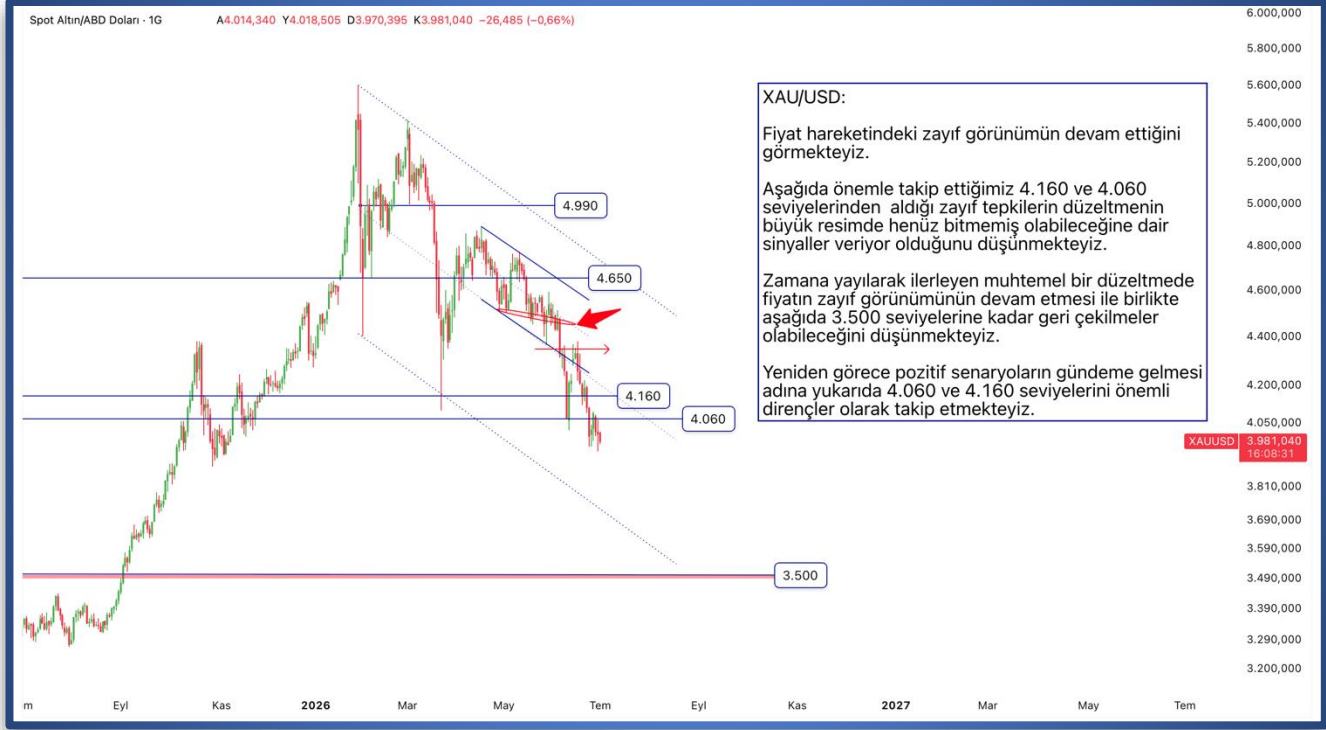 Spot Altın/ABD Doları · 1G A4.014,340 Y4.018,505 D3.970,395 K3.981,040 −26,485 (−0,66%)
6.000,000
5.800,000
5.600,000
5.400,000
5.200,000
5.000,000
4.800,000
4.600,000
4.400,000
4.200,000
4.050,000
XAUUSD 3.981,040
16:08:31
3.810,000
3.690,000
3.590,000
3.490,000
3.390,000
3.290,000
3.200,000
XAU/USD:
Fiyat hareketindeki zayıf görünümün devam ettiğini
görmekteyiz.
Aşağıda önemle takip ettiğimiz 4.160 ve 4.060
seviyelerinden aldığı zayıf tepkilerin düzeltmenin
büyük resimde henüz bitmemiş olabileceğine dair
sinyaller veriyor olduğunu düşünmekteyiz.
Zamana yayılarak ilerleyen muhtemel bir düzeltmede
fiyatın zayıf görünümünün devam etmesi ile birlikte
aşağıda 3.500 seviyelerine kadar geri çekilmeler
olabileceğini düşünmekteyiz.
Yeniden görece pozitif senaryoların gündeme gelmesi
adına yukarıda 4.060 ve 4.160 seviyelerini önemli
dirençler olarak takip etmekteyiz.
4.990
4.650
4.160
4.060
3.500
m Eyl Kas 2026 Mar May Tem Eyl Kas 2027 Mar May Tem